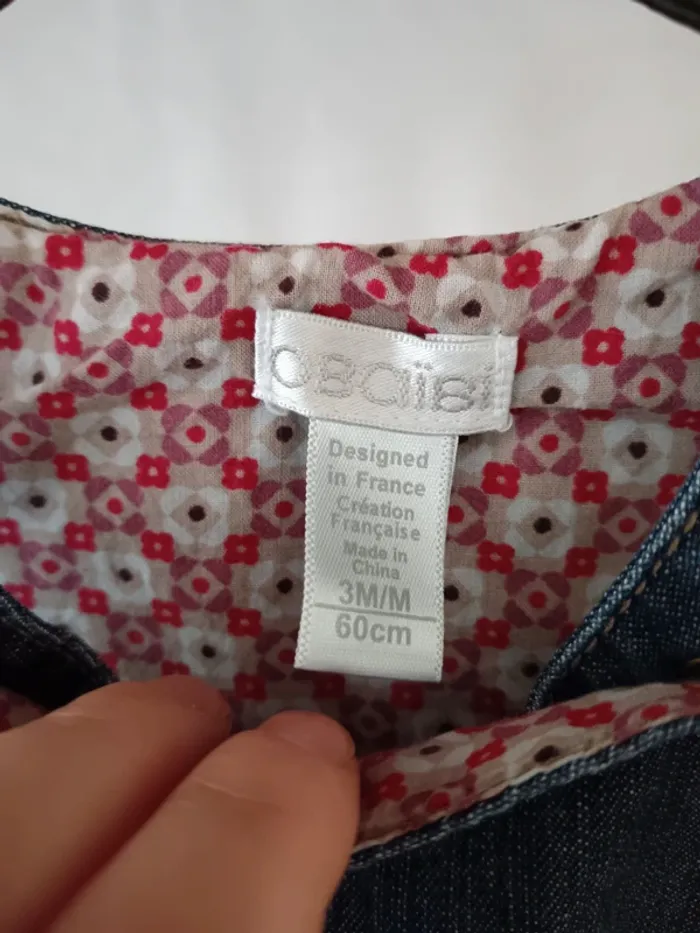 obaïbi
Designed
in France
Création
Française
Made in
China
3M/M
60cm